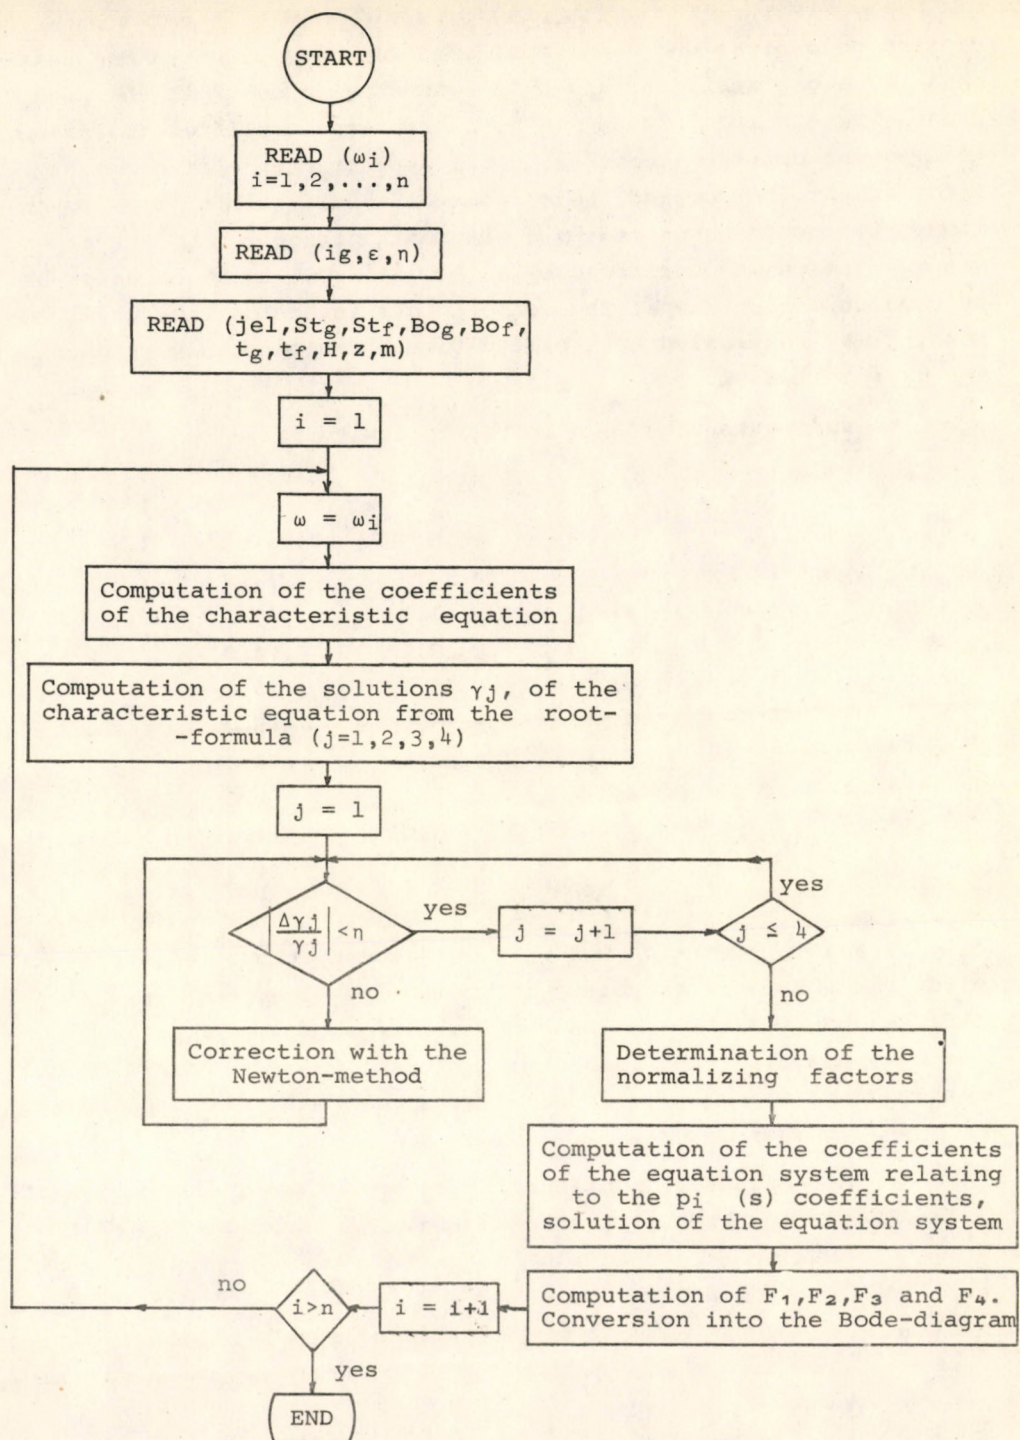 START
READ (ωi)
i=1,2,...,n
READ (ig,ε,η)
READ (jel,Stg,Stf,Bog,Bof,
tg,tf,H,z,m)
i = 1
ω = ωi
Computation of the coefficients
of the characteristic equation
Computation of the solutions γj, of the
characteristic equation from the root-
-formula (j=1,2,3,4)
j = 1
|Δγj/γj| <η
yes
j = j+1
j ≤ 4
yes
no
no
Correction with the
Newton-method
Determination of the
normalizing factors
Computation of the coefficients
of the equation system relating
to the pi (s) coefficients,
solution of the equation system
Computation of F1,F2,F3 and F4.
Conversion into the Bode-diagram
i = i+1
i>n
no
yes
END